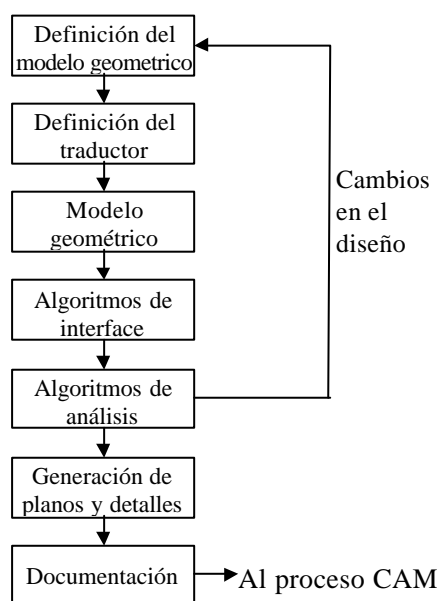 Definición del
modelo geometrico
Definición del
traductor
Modelo
geométrico
Algoritmos de
interface
Algoritmos de
análisis
Generación de
planos y detalles
Documentación
Al proceso CAM
Cambios
en el
diseño